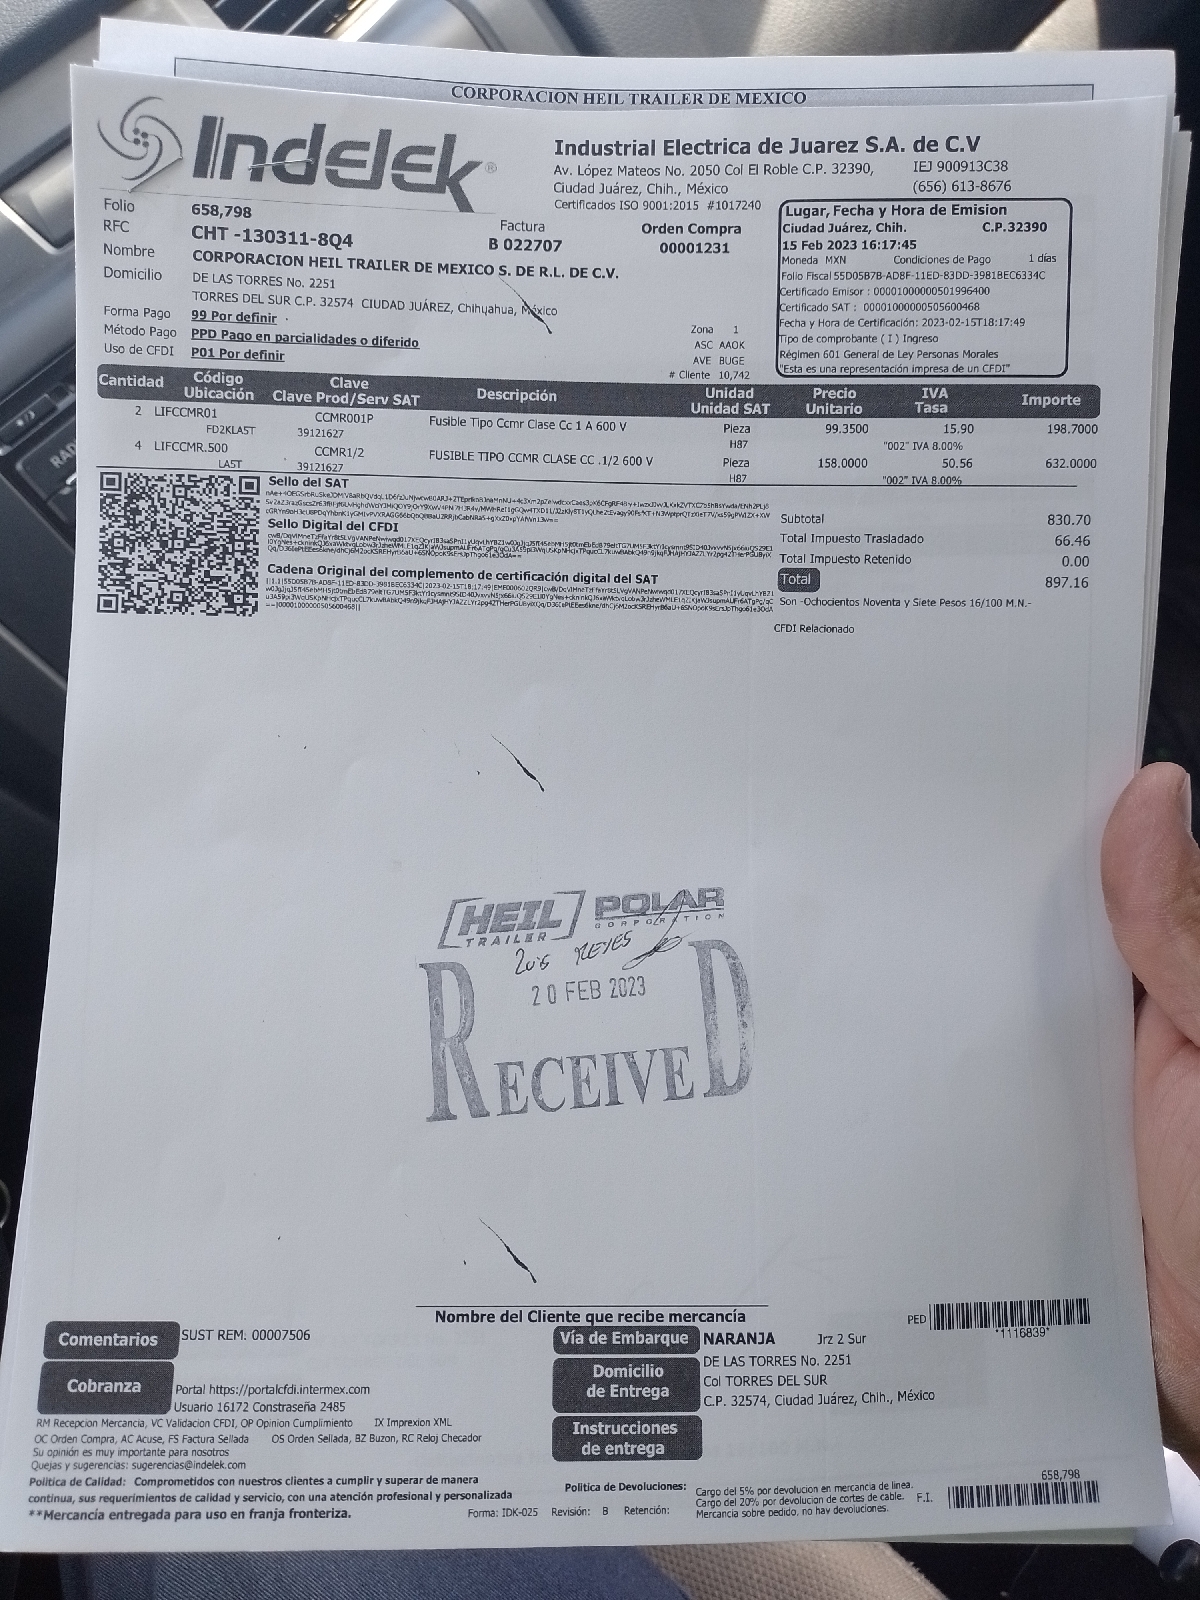 CORPORACION HEIL TRAILER DE MEXICO
Indelek®
Industrial Electrica de Juarez S.A. de C.V
Av. López Mateos No. 2050 Col El Roble C.P. 32390, IEJ 900913C38
Ciudad Juárez, Chih., México (656) 613-8676
Certificados ISO 9001:2015 #1017240
Folio 658,798
RFC CHT -130311-8Q4
Factura
B 022707
Orden Compra
00001231
Nombre CORPORACION HEIL TRAILER DE MEXICO S. DE R.L. DE C.V.
Domicilio DE LAS TORRES No. 2251
TORRES DEL SUR C.P. 32574 CIUDAD JUÁREZ, Chihuahua, México
Forma Pago 99 Por definir
Método Pago PPD Pago en parcialidades o diferido
Uso de CFDI P01 Por definir
Zona 1
ASC AAOK
AVE BUGE
# Cliente 10,742
Lugar, Fecha y Hora de Emision
Ciudad Juárez, Chih. C.P.32390
15 Feb 2023 16:17:45
Moneda MXN Condiciones de Pago 1 días
Folio Fiscal 55D05B7B-AD8F-11ED-83DD-3981BEC6334C
Certificado Emisor : 00001000000501996400
Certificado SAT : 00001000000505600468
Fecha y Hora de Certificación: 2023-02-15T18:17:49
Tipo de comprobante ( I ) Ingreso
Régimen 601 General de Ley Personas Morales
"Esta es una representación impresa de un CFDI"
Cantidad Código Ubicación Clave Clave Prod/Serv SAT Descripción Unidad Unidad SAT Precio Unitario IVA Tasa Importe
2 LIFCCMR01 CCMR001P Fusible Tipo Ccmr Clase Cc 1 A 600 V Pieza 99.3500 15.90 198.7000
FD2KLAST 39121627 H87 "002" IVA 8.00%
4 LIFCCMR.500 CCMR1/2 FUSIBLE TIPO CCMR CLASE CC .1/2 600 V Pieza 158.0000 50.56 632.0000
LAST 39121627 H87 "002" IVA 8.00%
Sello del SAT
Sello Digital del CFDI
Cadena Original del complemento de certificación digital del SAT
Subtotal 830.70
Total Impuesto Trasladado 66.46
Total Impuesto Retenido 0.00
Total 897.16
Son -Ochocientos Noventa y Siete Pesos 16/100 M.N.-
CFDI Relacionado
HEIL TRAILER POLAR CORPORATION
Luis REYES
20 FEB 2023
RECEIVED
Nombre del Cliente que recibe mercancía
PED
*1116839*
Comentarios SUST REM: 00007506
Cobranza Portal https://portalcfdi.intermex.com
Usuario 16172 Constraseña 2485
Vía de Embarque NARANJA Jrz 2 Sur
Domicilio de Entrega DE LAS TORRES No. 2251
Col TORRES DEL SUR
C.P. 32574, Ciudad Juárez, Chih., México
Instrucciones de entrega
RM Recepcion Mercancia, VC Validacion CFDI, OP Opinion Cumplimiento IX Imprexion XML
OC Orden Compra, AC Acuse, FS Factura Sellada OS Orden Sellada, BZ Buzon, RC Reloj Checador
Su opinión es muy importante para nosotros
Quejas y sugerencias: sugerencias@indelek.com
Politica de Calidad: Comprometidos con nuestros clientes a cumplir y superar de manera
continua, sus requerimientos de calidad y servicio, con una atención profesional y personalizada
**Mercancía entregada para uso en franja fronteriza.
Forma: IDK-025 Revisión: B Retención:
Politica de Devoluciones: Cargo del 5% por devolucion en mercancia de linea.
Cargo del 20% por devolucion de cortes de cable.
Mercancia sobre pedido, no hay devoluciones.
F.I.
658,798